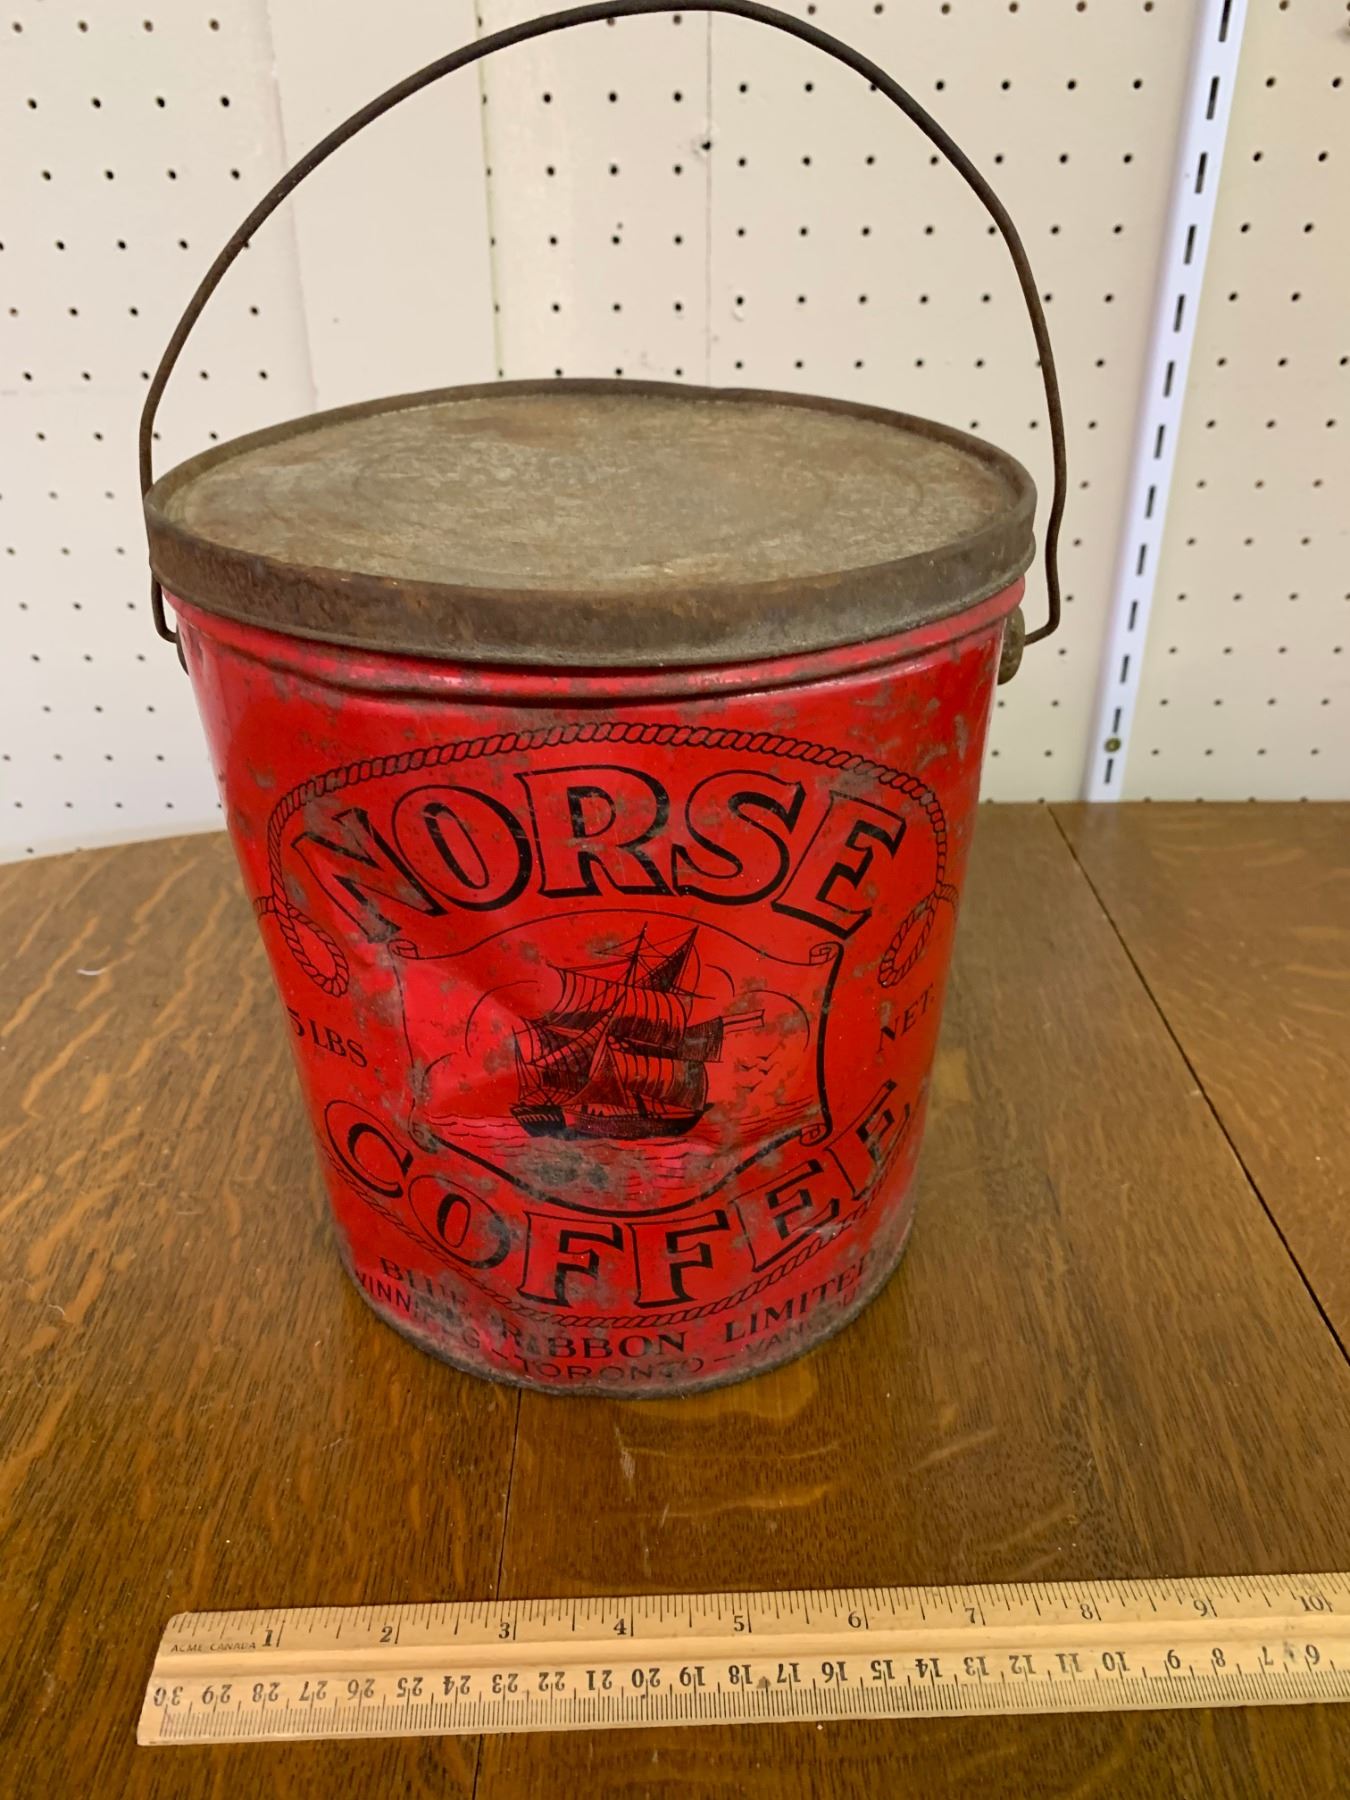 NORSE
5 LBS NET.
COFFEE
BLUE RIBBON LIMITED
WINNIPEG - TORONTO - VANCOUVER
1 2 3 4 5 6 7 8 9 10
ACME CANADA
30 29 28 27 26 25 24 23 22 21 20 19 18 17 16 15 14 13 12 11 10 9 8 7 6